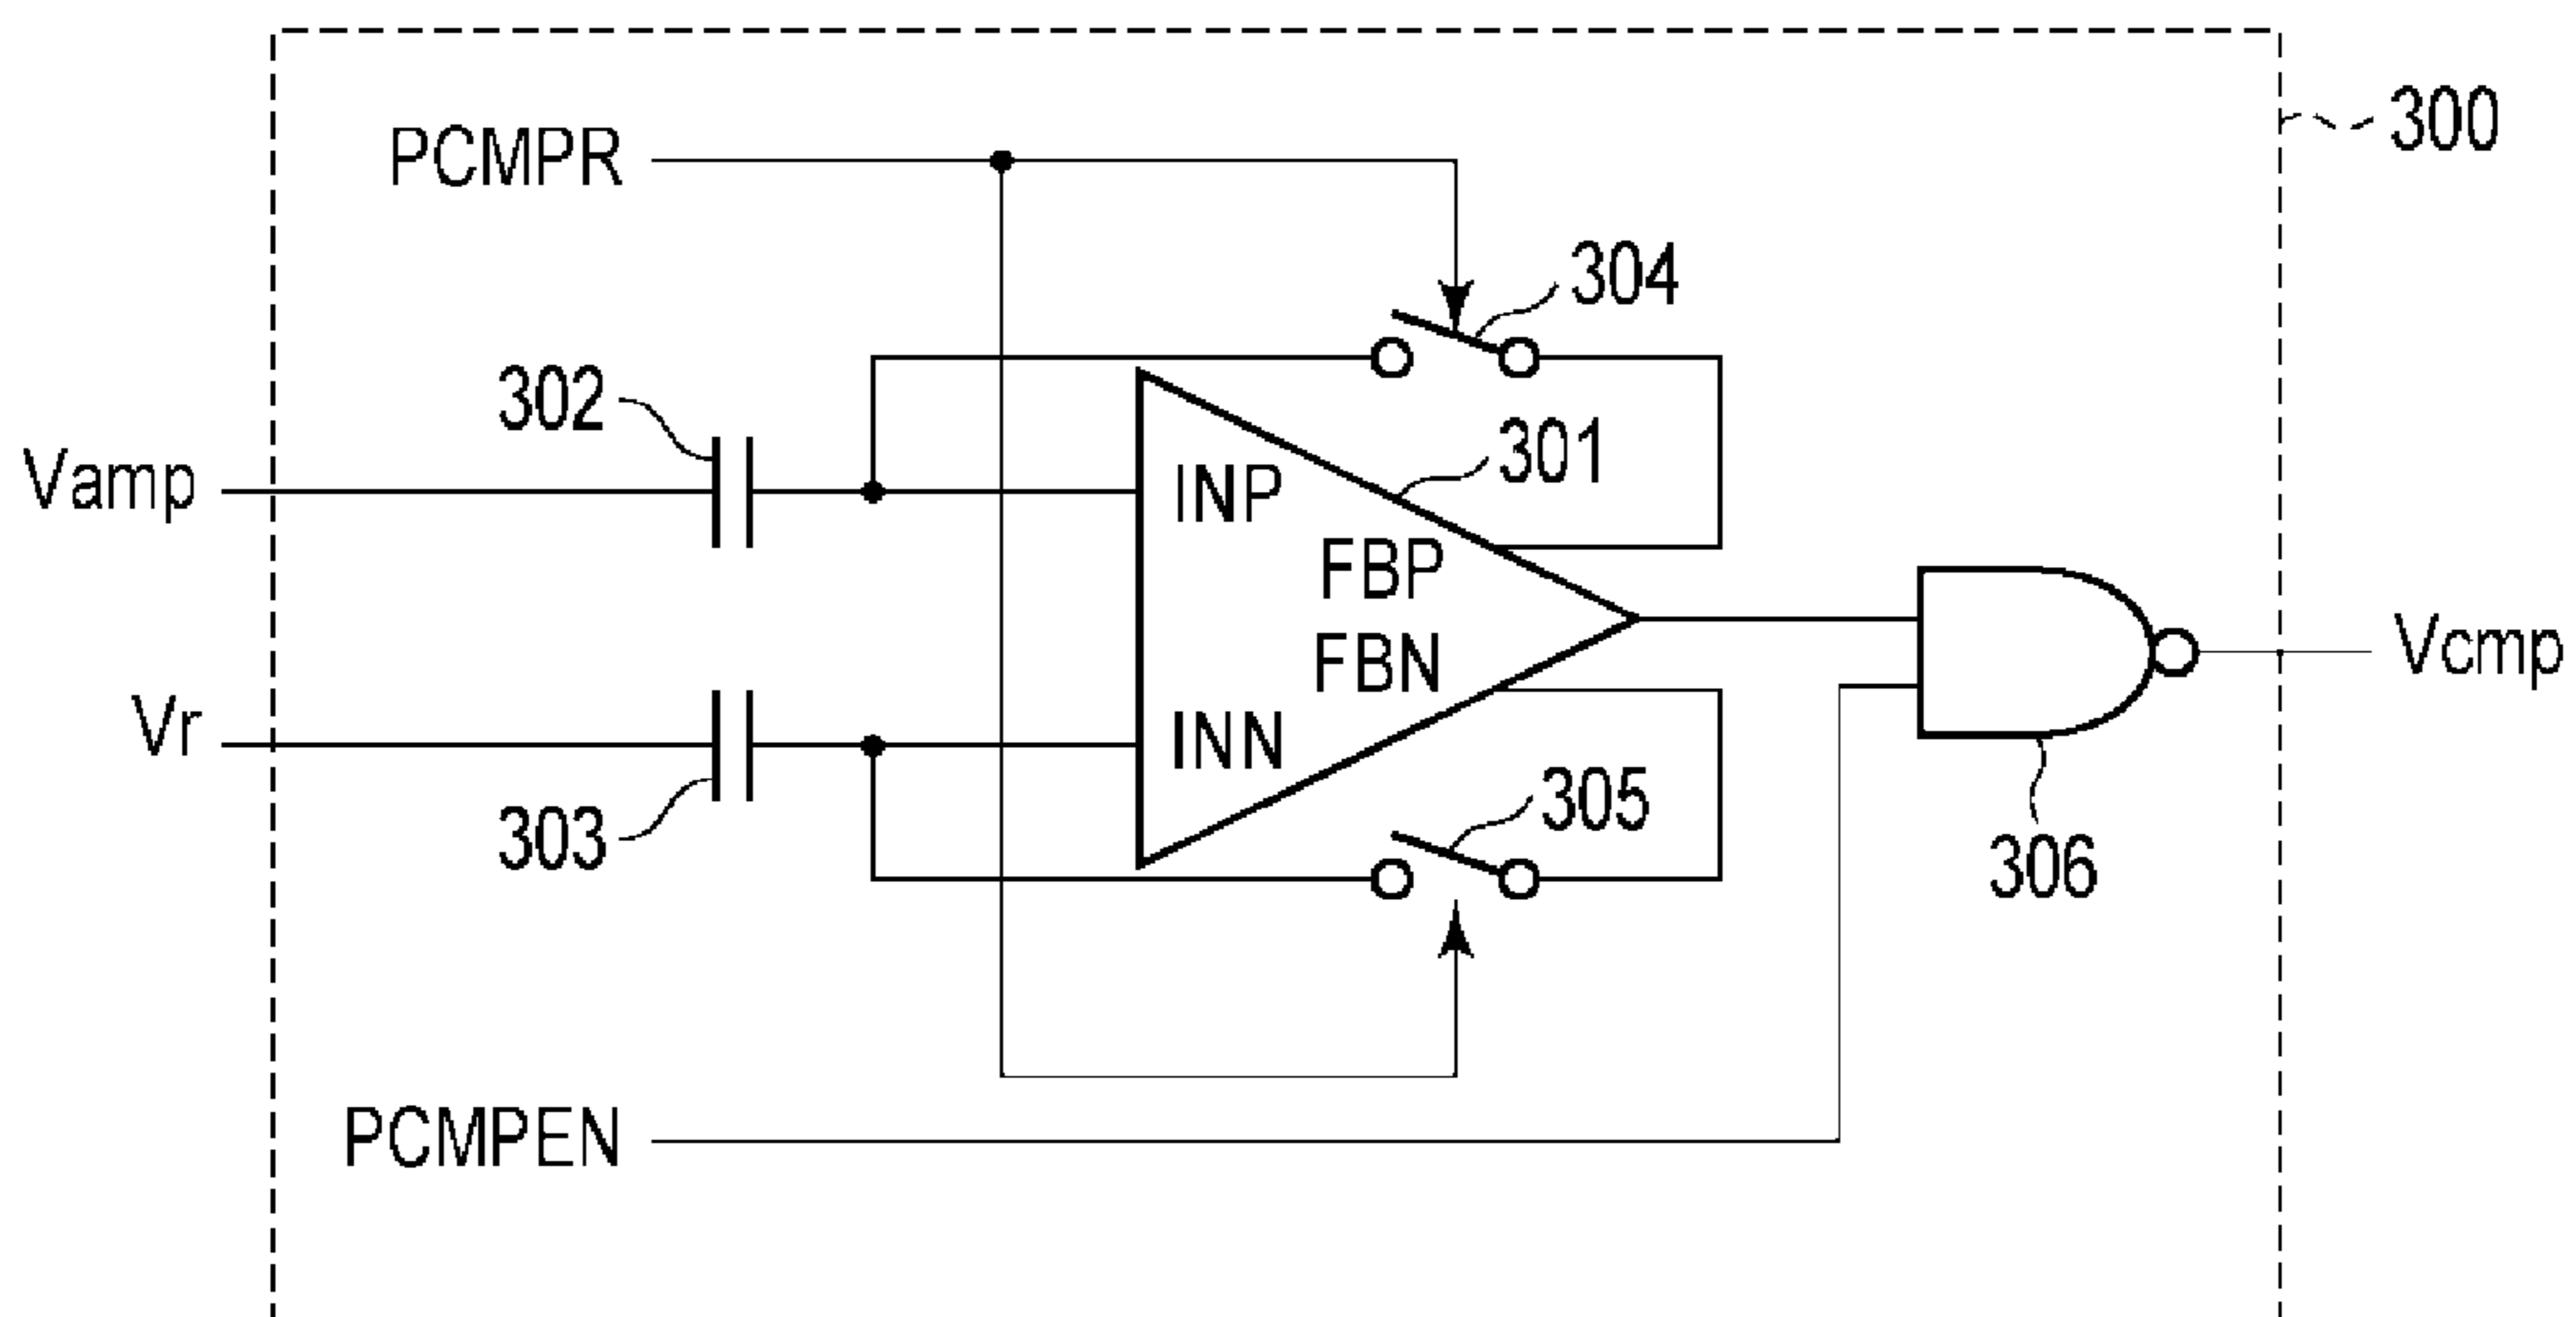 300
PCMPR
304
302
301
Vamp
INP
FBP
FBN
Vcmp
Vr
INN
305
303
306
PCMPEN